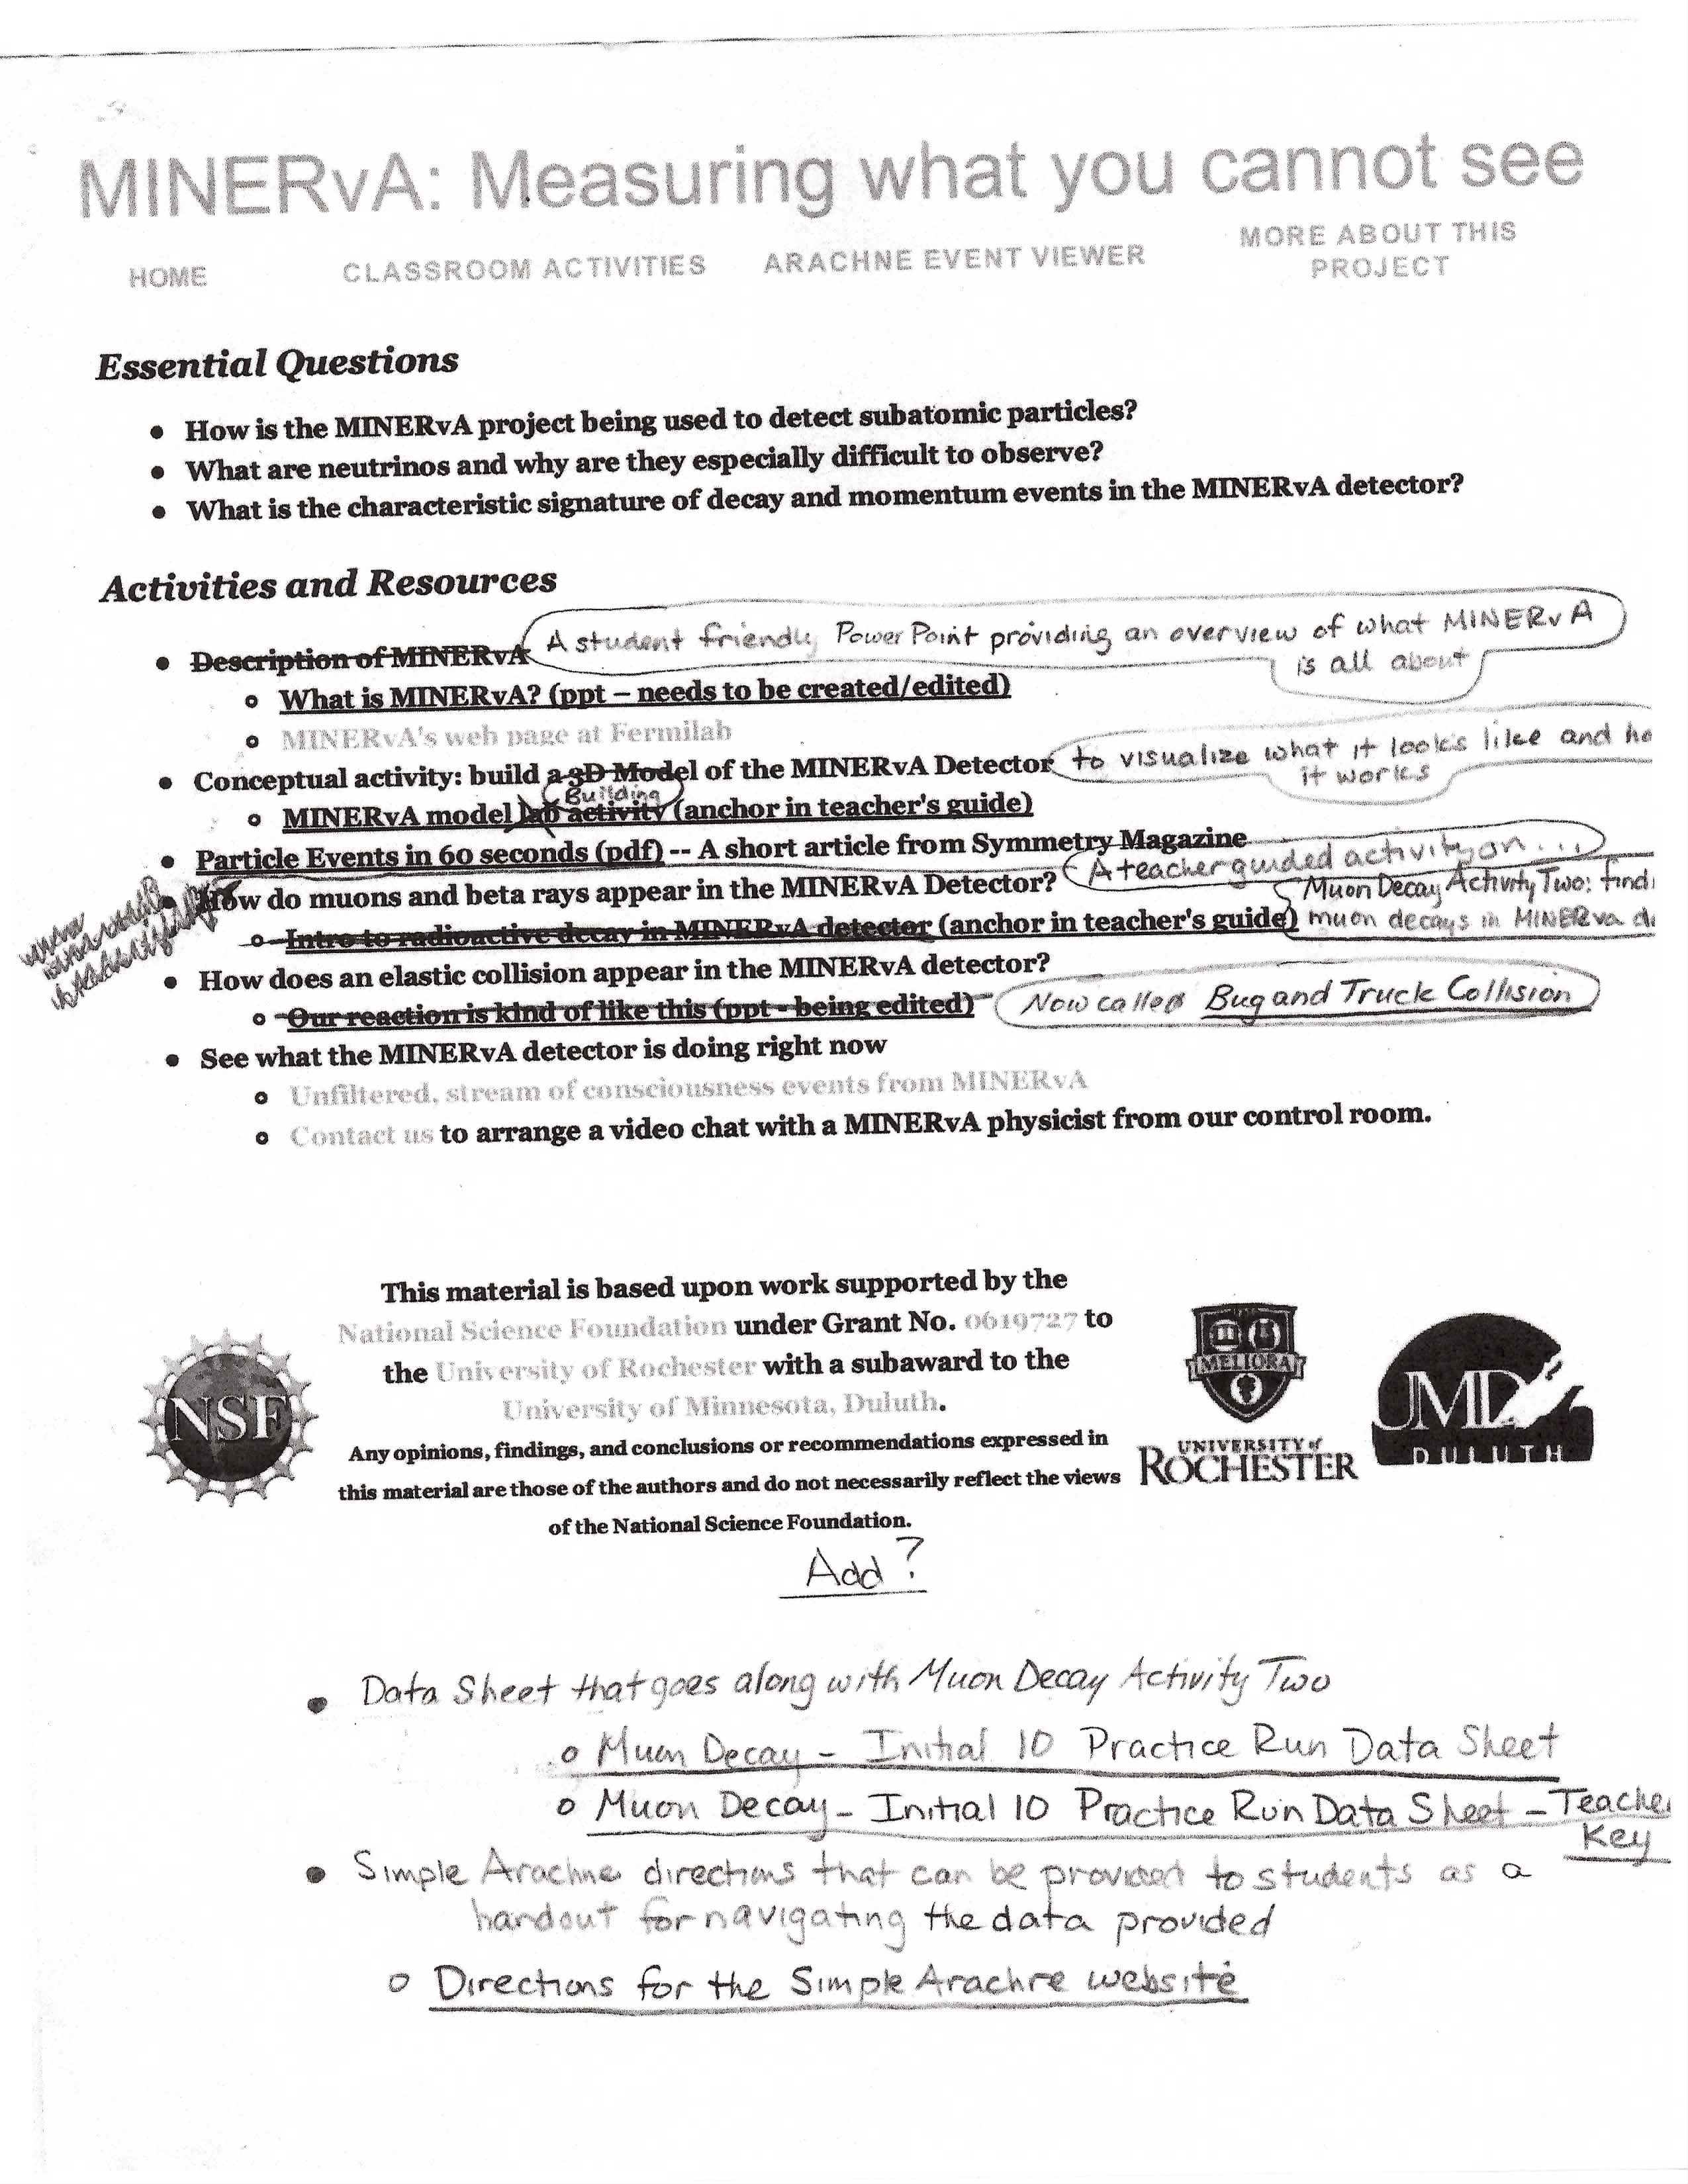 MINERvA: Measuring what you cannot see
HOME CLASSROOM ACTIVITIES ARACHNE EVENT VIEWER MORE ABOUT THIS PROJECT
Essential Questions
• How is the MINERvA project being used to detect subatomic particles?
• What are neutrinos and why are they especially difficult to observe?
• What is the characteristic signature of decay and momentum events in the MINERvA detector?
Activities and Resources
• Description of MINERvA A student friendly Power Point providing an overview of what MINERvA
is all about
o What is MINERvA? (ppt – needs to be created/edited)
o MINERvA's web page at Fermilab
• Conceptual activity: build a 3D Model of the MINERvA Detector to visualize what it looks like and ho
it works
Building
o MINERvA model lab activity (anchor in teacher's guide)
• Particle Events in 60 seconds (pdf) -- A short article from Symmetry Magazine
A teacher guided activity on...
• How do muons and beta rays appear in the MINERvA Detector?
Muon Decay Activity Two: find
o Intro to radioactive decay in MINERvA detector (anchor in teacher's guide) muon decays in MINERva d
• How does an elastic collision appear in the MINERvA detector?
o Our reaction is kind of like this (ppt - being edited) Now called Bug and Truck Collision
• See what the MINERvA detector is doing right now
o Unfiltered, stream of consciousness events from MINERvA
o Contact us to arrange a video chat with a MINERvA physicist from our control room.
This material is based upon work supported by the
National Science Foundation under Grant No. 0619727 to
the University of Rochester with a subaward to the
University of Minnesota, Duluth.
Any opinions, findings, and conclusions or recommendations expressed in
this material are those of the authors and do not necessarily reflect the views
of the National Science Foundation.
NSF
MELIORA
UNIVERSITY of
ROCHESTER
UMD
DULUTH
Add?
• Data Sheet that goes along with Muon Decay Activity Two
o Muon Decay - Initial 10 Practice Run Data Sheet
o Muon Decay - Initial 10 Practice Run Data Sheet - Teacher
Key
• Simple Arachne directions that can be provided to students as a
handout for navigating the data provided
o Directions for the Simple Arachne website